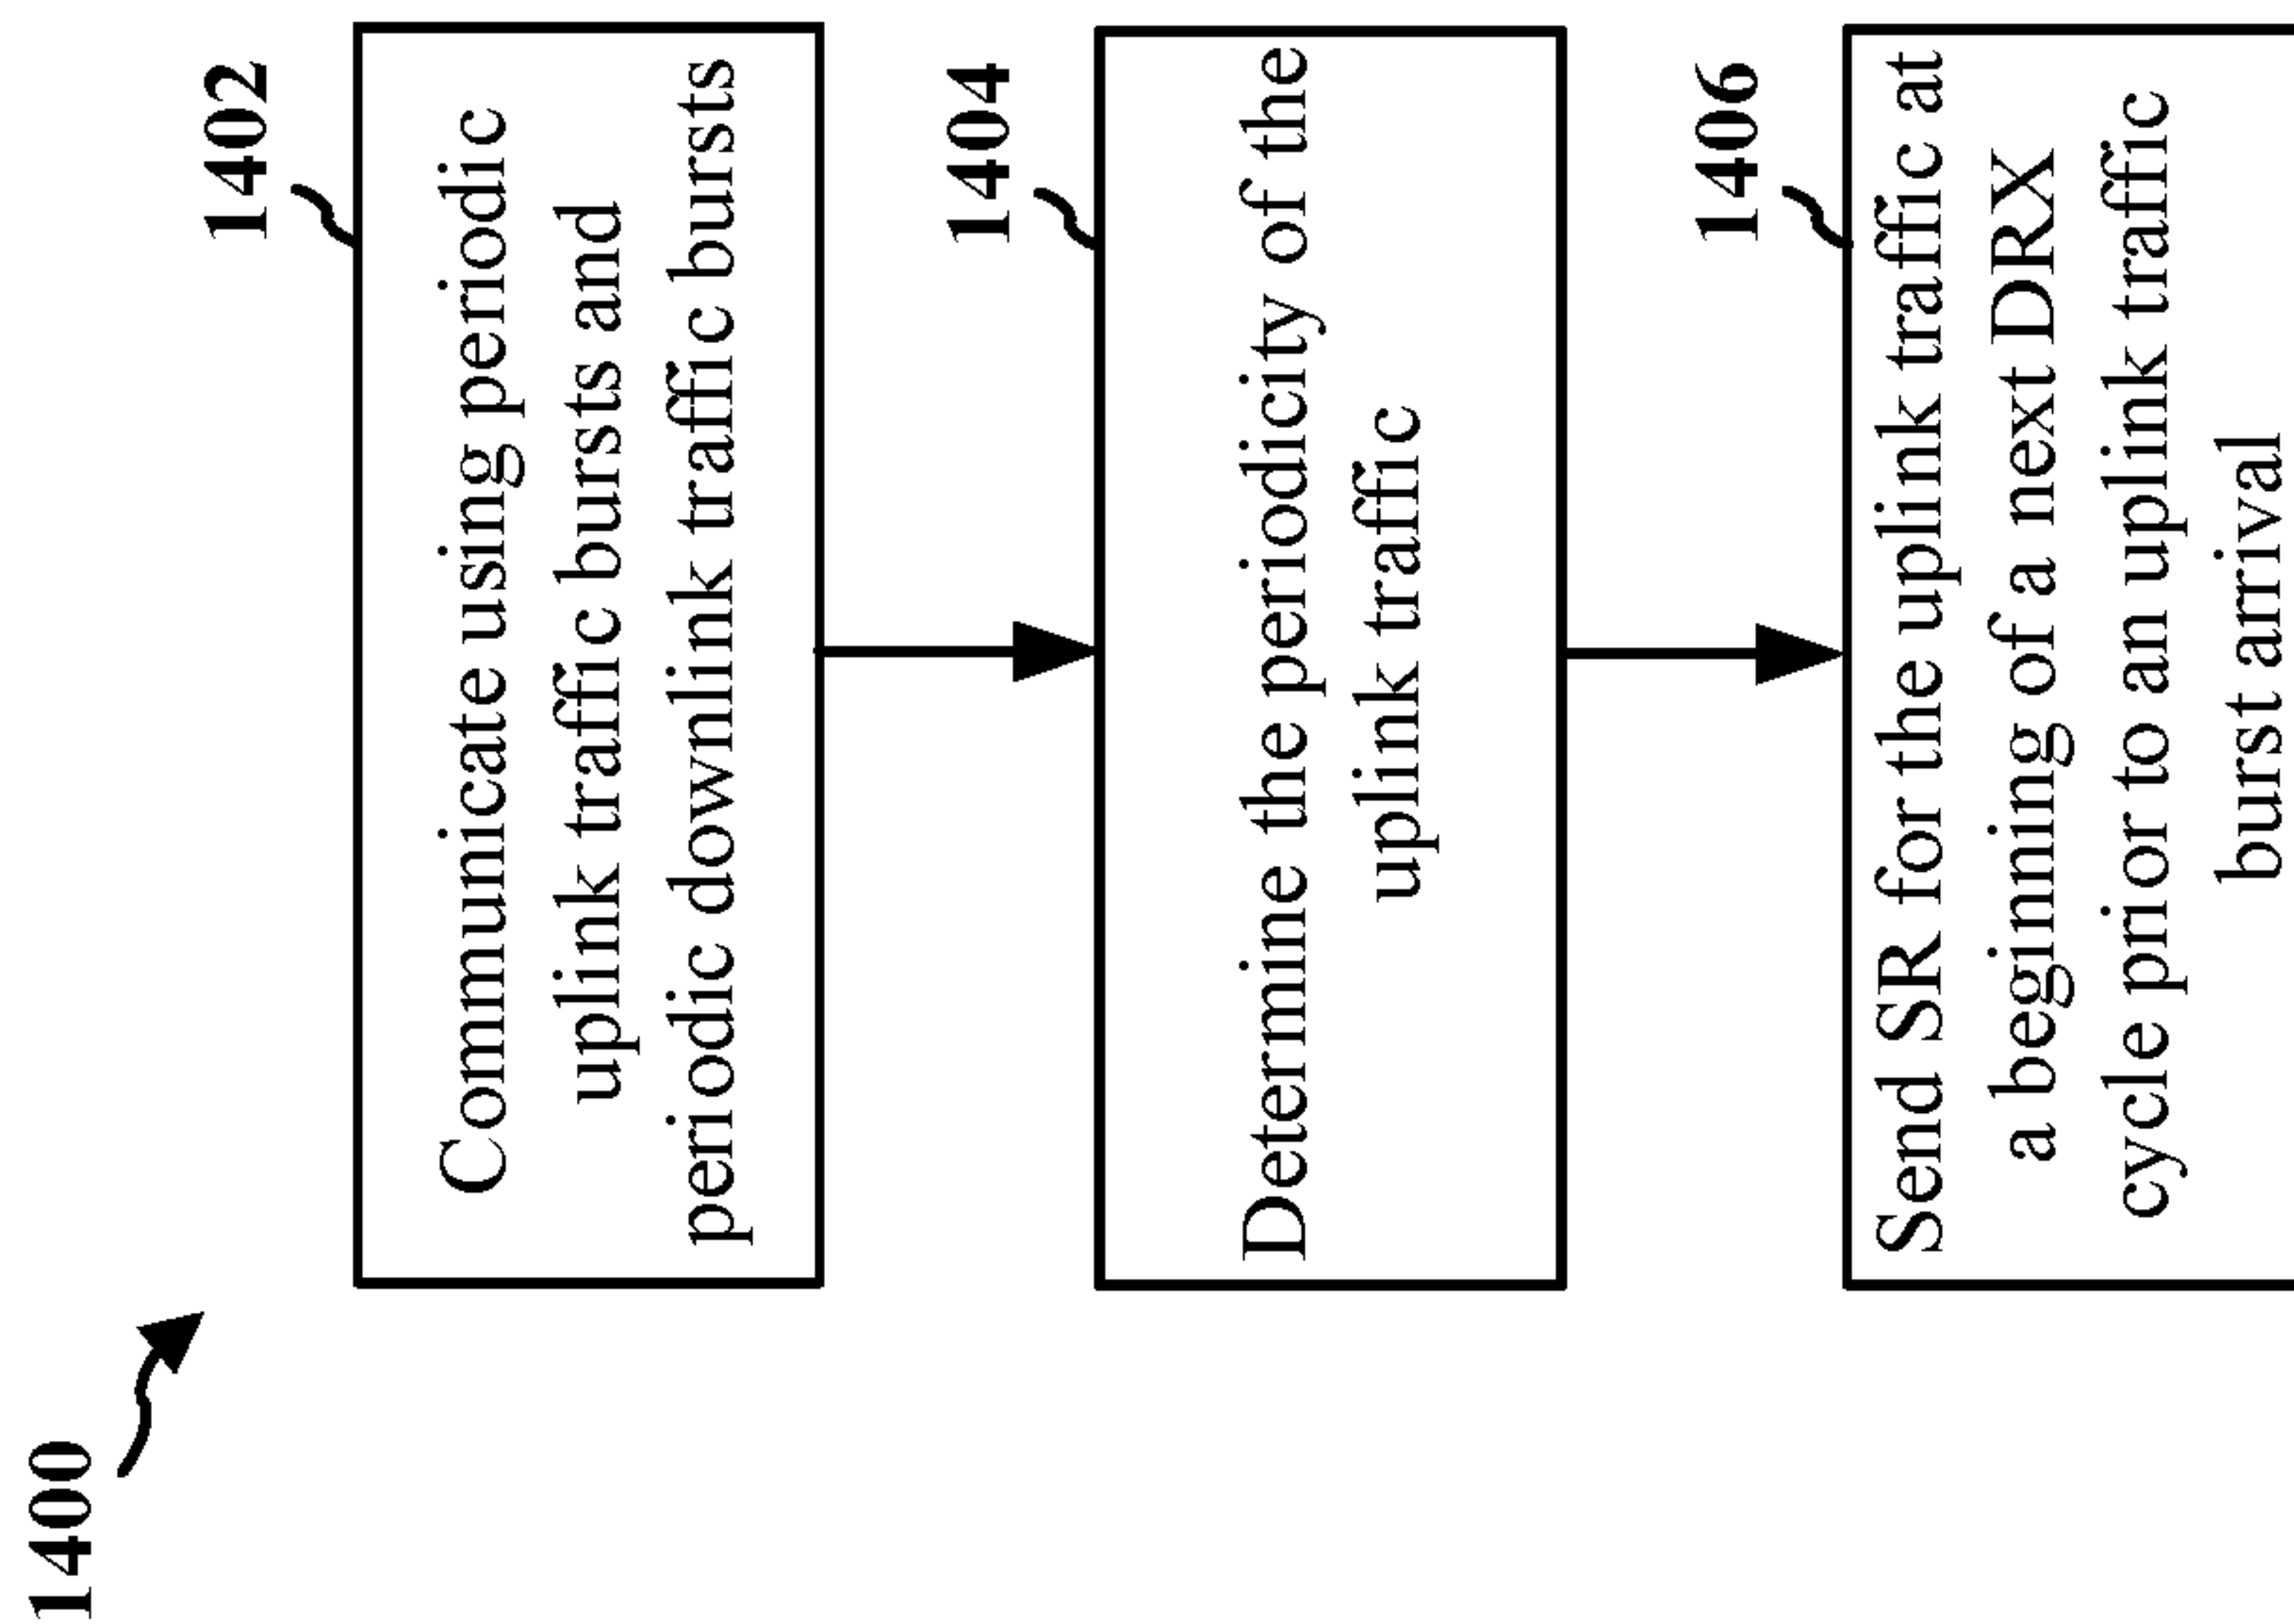 1400
1402
Communicate using periodic
uplink traffic bursts and
periodic downlink traffic bursts
1404
Determine the periodicity of the
uplink traffic
1406
Send SR for the uplink traffic at
a beginning of a next DRX
cycle prior to an uplink traffic
burst arrival